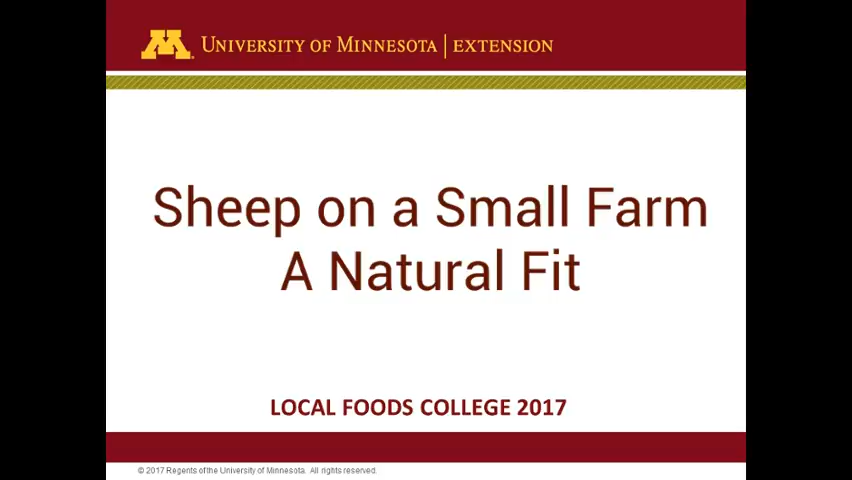 UNIVERSITY OF MINNESOTA | EXTENSION
Sheep on a Small Farm
A Natural Fit
LOCAL FOODS COLLEGE 2017
© 2017 Regents of the University of Minnesota. All rights reserved.